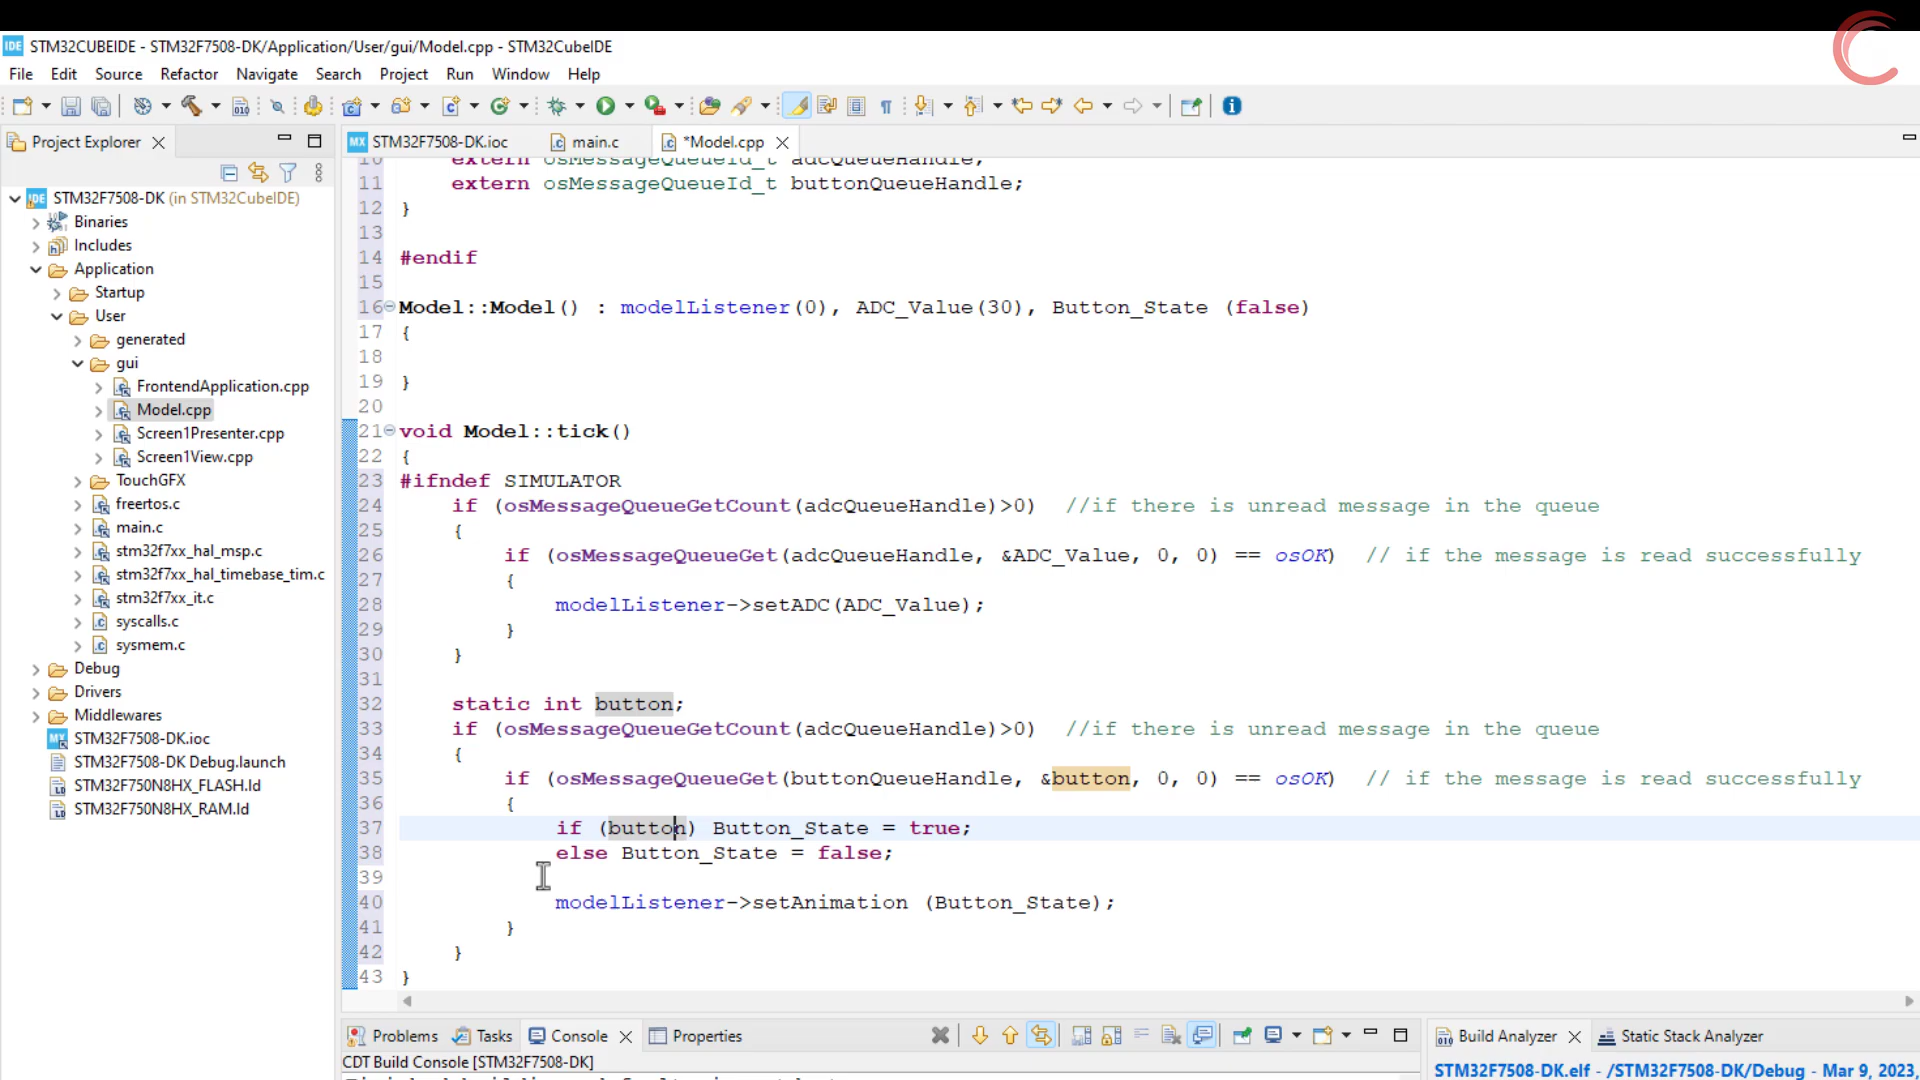 IDE STM32CUBEIDE - STM32F7508-DK/Application/User/gui/Model.cpp - STM32CubeIDE
File Edit Source Refactor Navigate Search Project Run Window Help
Project Explorer
MX STM32F7508-DK.ioc main.c *Model.cpp
10 extern osMessageQueueId_t adcQueueHandle;
11 extern osMessageQueueId_t buttonQueueHandle;
12 }
13
14 #endif
15
16 Model::Model() : modelListener(0), ADC_Value(30), Button_State (false)
17 {
18
19 }
20
21 void Model::tick()
22 {
23 #ifndef SIMULATOR
24 if (osMessageQueueGetCount(adcQueueHandle)>0) //if there is unread message in the queue
25 {
26 if (osMessageQueueGet(adcQueueHandle, &ADC_Value, 0, 0) == osOK) // if the message is read successfully
27 {
28 modelListener->setADC(ADC_Value);
29 }
30 }
31
32 static int button;
33 if (osMessageQueueGetCount(adcQueueHandle)>0) //if there is unread message in the queue
34 {
35 if (osMessageQueueGet(buttonQueueHandle, &button, 0, 0) == osOK) // if the message is read successfully
36 {
37 if (button) Button_State = true;
38 else Button_State = false;
39
40 modelListener->setAnimation (Button_State);
41 }
42 }
43 }
IDE STM32F7508-DK (in STM32CubeIDE)
Binaries
Includes
Application
Startup
User
generated
gui
FrontendApplication.cpp
Model.cpp
Screen1Presenter.cpp
Screen1View.cpp
TouchGFX
freertos.c
main.c
stm32f7xx_hal_msp.c
stm32f7xx_hal_timebase_tim.c
stm32f7xx_it.c
syscalls.c
sysmem.c
Debug
Drivers
Middlewares
MX STM32F7508-DK.ioc
STM32F7508-DK Debug.launch
STM32F750N8HX_FLASH.ld
STM32F750N8HX_RAM.ld
Problems Tasks Console Properties
CDT Build Console [STM32F7508-DK]
Build Analyzer Static Stack Analyzer
STM32F7508-DK.elf - /STM32F7508-DK/Debug - Mar 9, 2023,